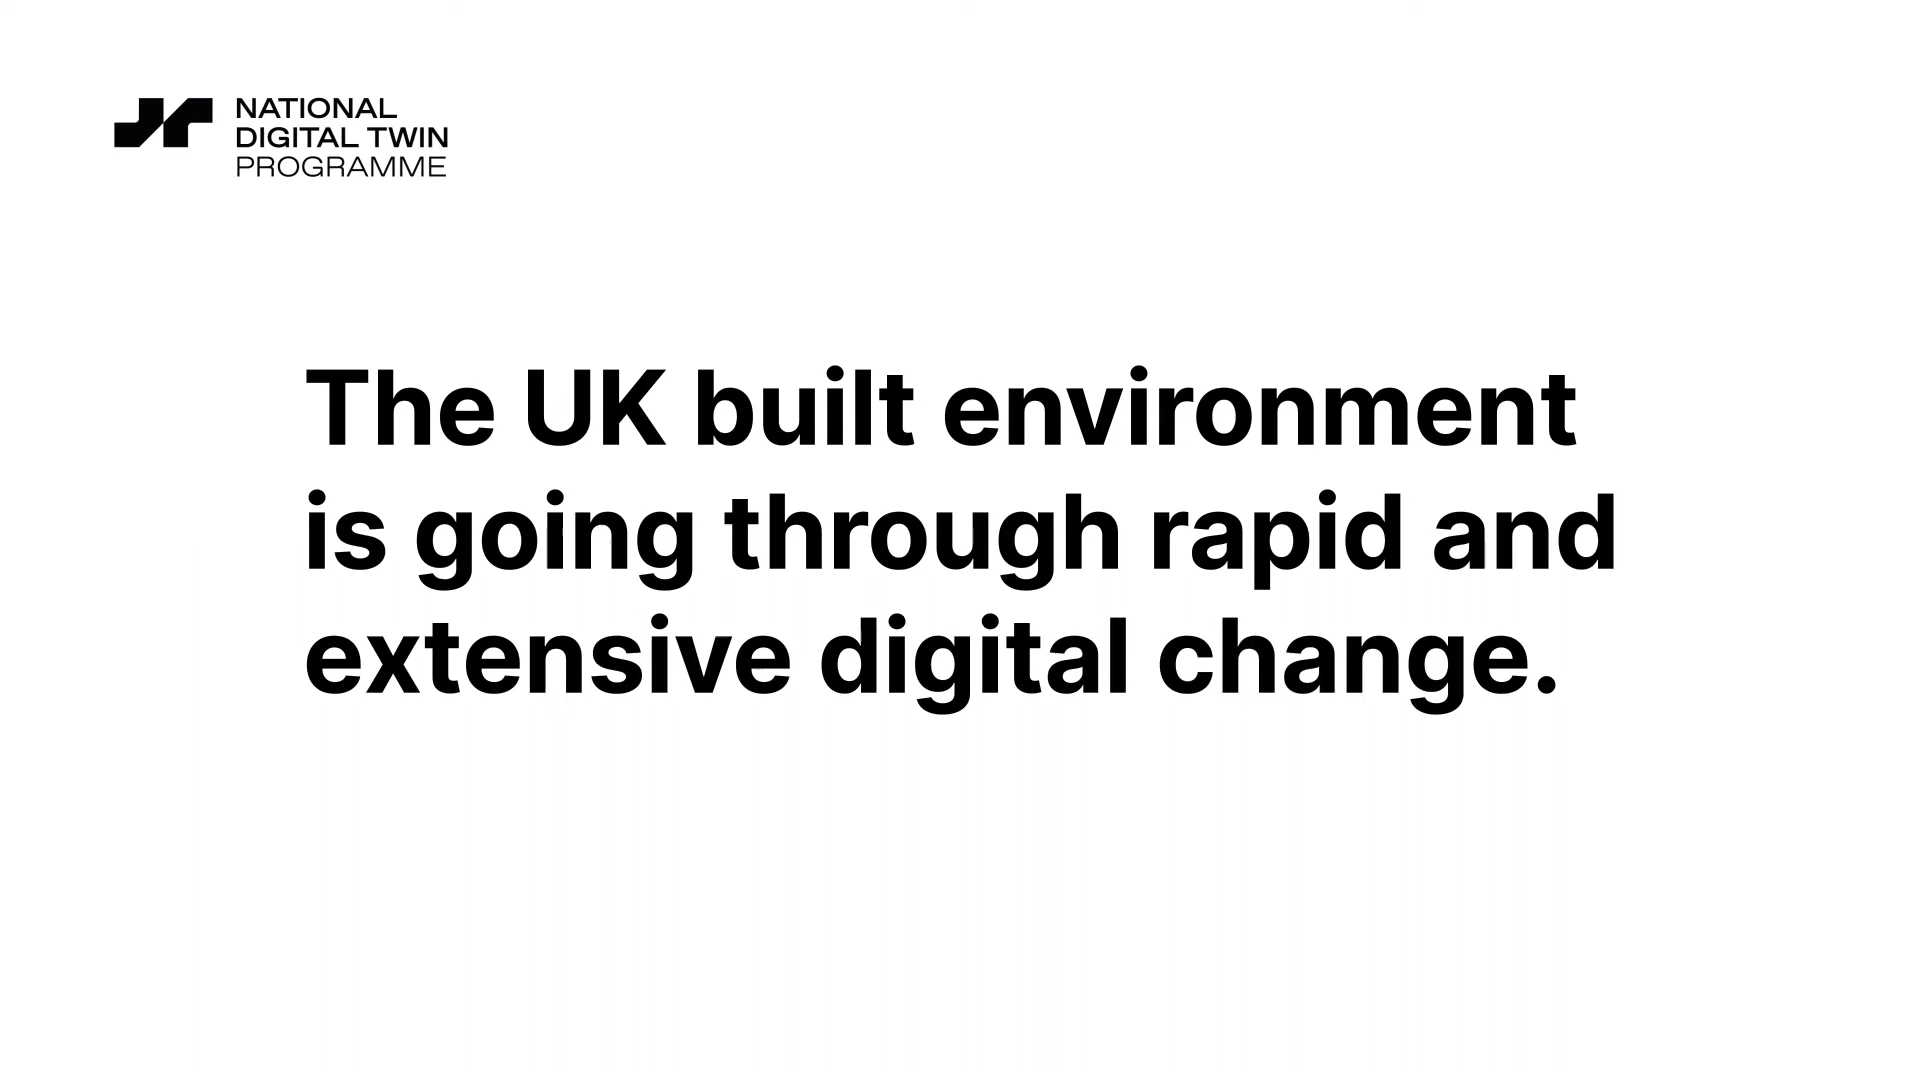 NATIONAL
DIGITAL TWIN
PROGRAMME
The UK built environment
is going through rapid and
extensive digital change.